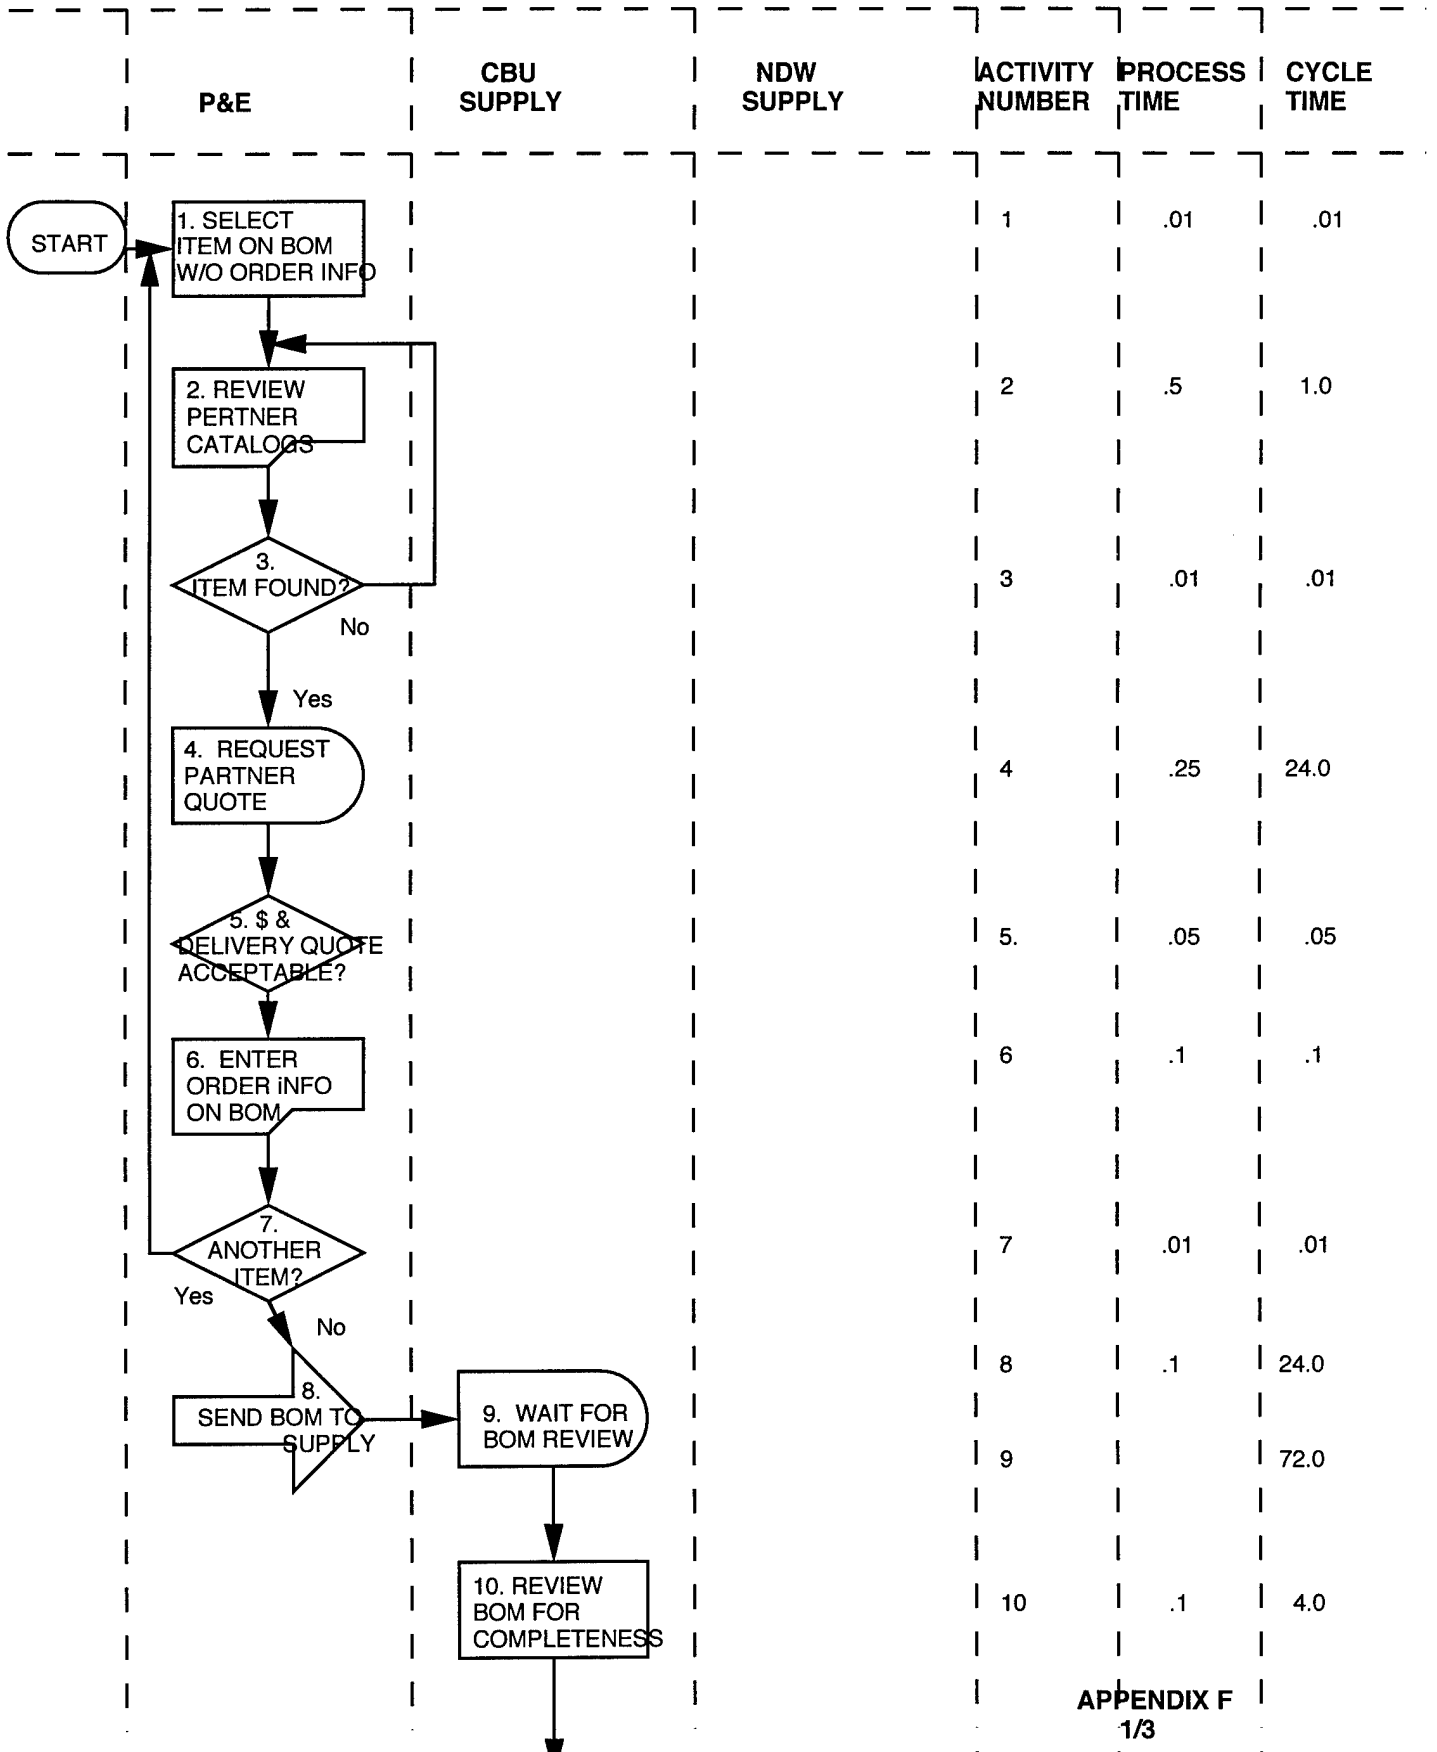 P&E
CBU
SUPPLY
NDW
SUPPLY
ACTIVITY
NUMBER
PROCESS
TIME
CYCLE
TIME
START
1. SELECT
ITEM ON BOM
W/O ORDER INFO
1 .01 .01
2. REVIEW
PERTNER
CATALOGS
2 .5 1.0
3.
ITEM FOUND?
No
Yes
3 .01 .01
4. REQUEST
PARTNER
QUOTE
4 .25 24.0
5. $ &
DELIVERY QUOTE
ACCEPTABLE?
5. .05 .05
6. ENTER
ORDER iNFO
ON BOM
6 .1 .1
7.
ANOTHER
ITEM?
Yes
No
7 .01 .01
8.
SEND BOM TO
SUPPLY
8 .1 24.0
9. WAIT FOR
BOM REVIEW
9 72.0
10. REVIEW
BOM FOR
COMPLETENESS
10 .1 4.0
APPENDIX F
1/3